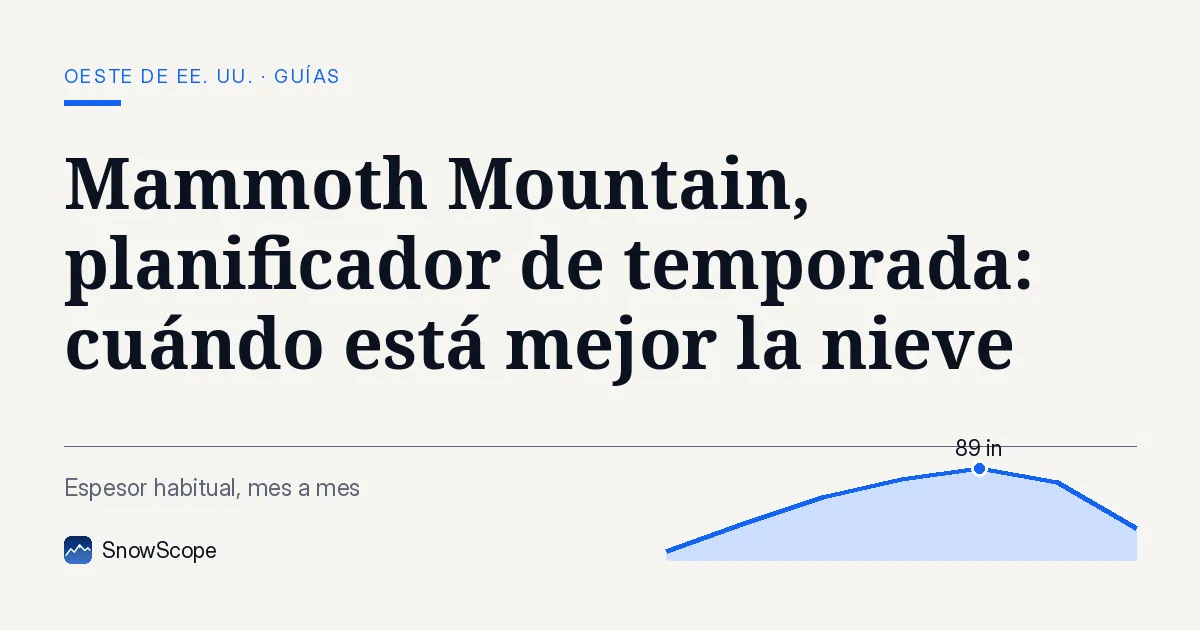 OESTE DE EE. UU. · GUÍAS
Mammoth Mountain,
planificador de temporada:
cuándo está mejor la nieve
89 in
Espesor habitual, mes a mes
SnowScope